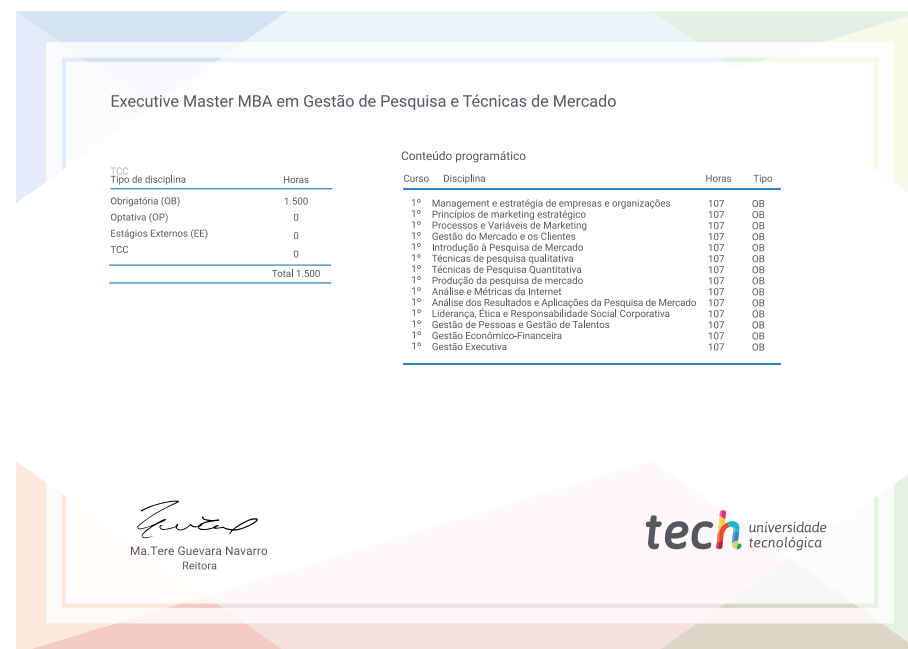 Executive Master MBA em Gestão de Pesquisa e Técnicas de Mercado
TCC
Tipo de disciplina Horas
Obrigatória (OB) 1.500
Optativa (OP) 0
Estágios Externos (EE) 0
TCC 0
Total 1.500
Conteúdo programático
Curso Disciplina Horas Tipo
1º Management e estratégia de empresas e organizações 107 OB
1º Princípios de marketing estratégico 107 OB
1º Processos e Variáveis de Marketing 107 OB
1º Gestão do Mercado e os Clientes 107 OB
1º Introdução à Pesquisa de Mercado 107 OB
1º Técnicas de pesquisa qualitativa 107 OB
1º Técnicas de Pesquisa Quantitativa 107 OB
1º Produção da pesquisa de mercado 107 OB
1º Análise e Métricas da Internet 107 OB
1º Análise dos Resultados e Aplicações da Pesquisa de Mercado 107 OB
1º Liderança, Ética e Responsabilidade Social Corporativa 107 OB
1º Gestão de Pessoas e Gestão de Talentos 107 OB
1º Gestão Econômico-Financeira 107 OB
1º Gestão Executiva 107 OB
Ma.Tere Guevara Navarro
Reitora
tech universidade
tecnológica